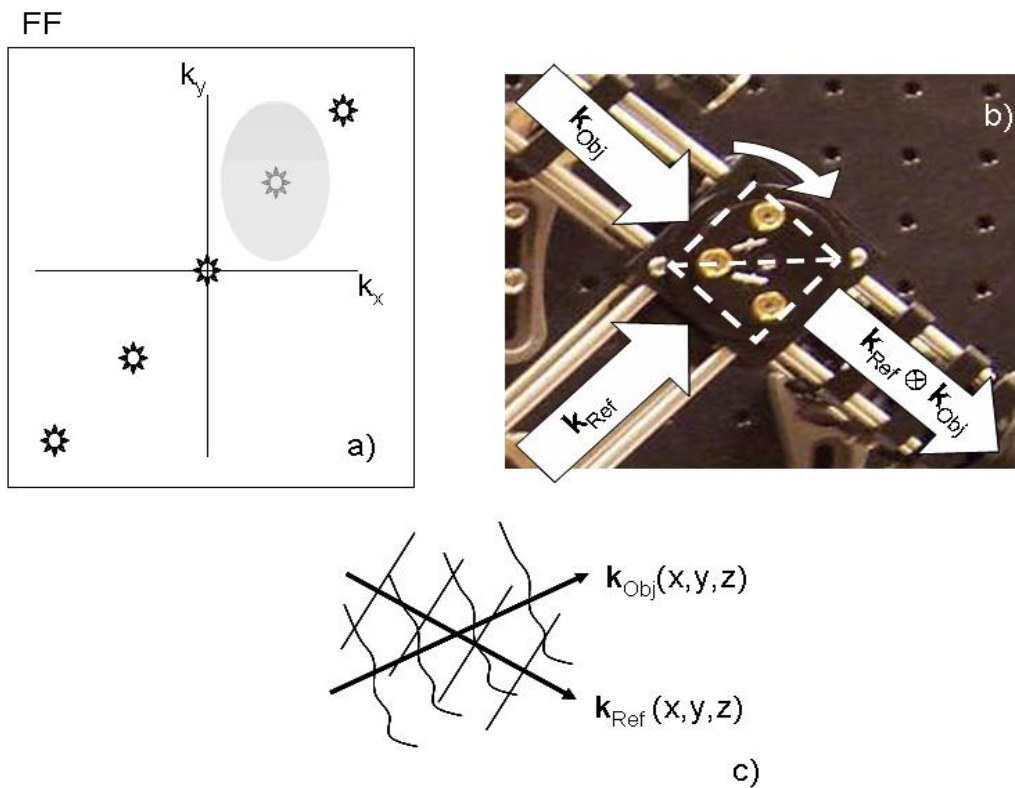 FF
k_y
k_x
a)
b)
k_Obj
k_Ref
k_Ref ⊗ k_Obj
k_Obj(x,y,z)
k_Ref (x,y,z)
c)